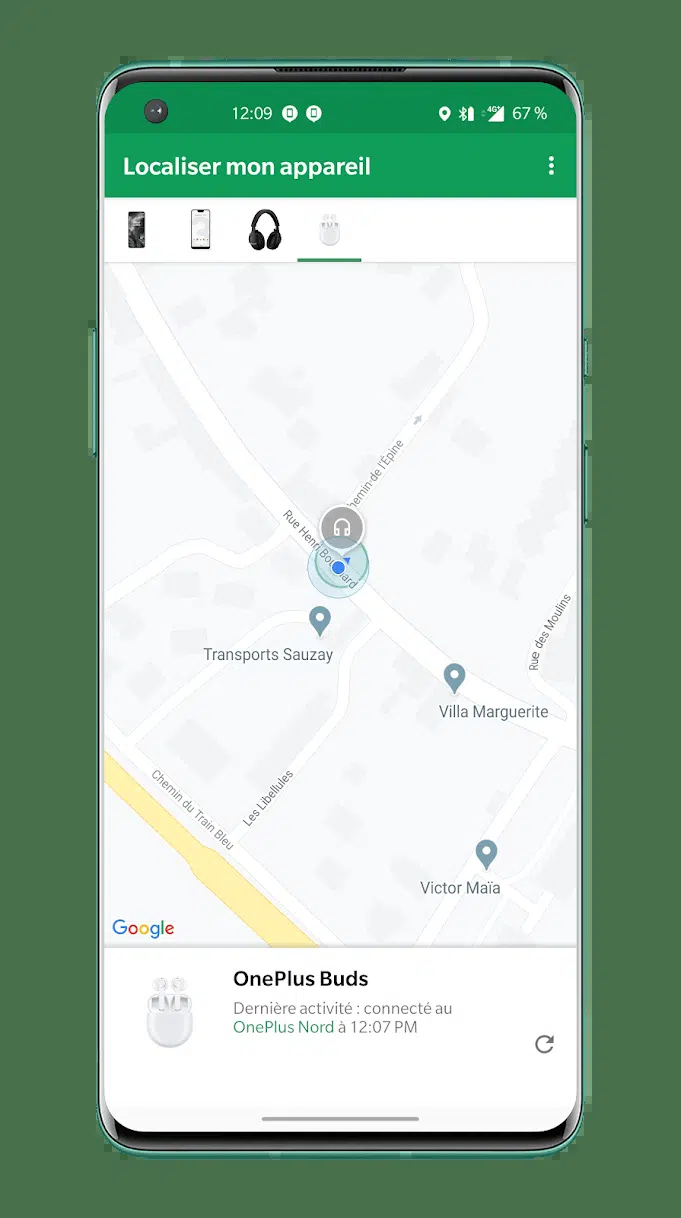 12:09
4G+
67 %
Localiser mon appareil
Chemin de l'Épine
Rue Henri Bouillard
Rue des Moulins
Transports Sauzay
Villa Marguerite
Chemin du Train Bleu
Les Libellules
Victor Maïa
Google
OnePlus Buds
Dernière activité : connecté au
OnePlus Nord à 12:07 PM